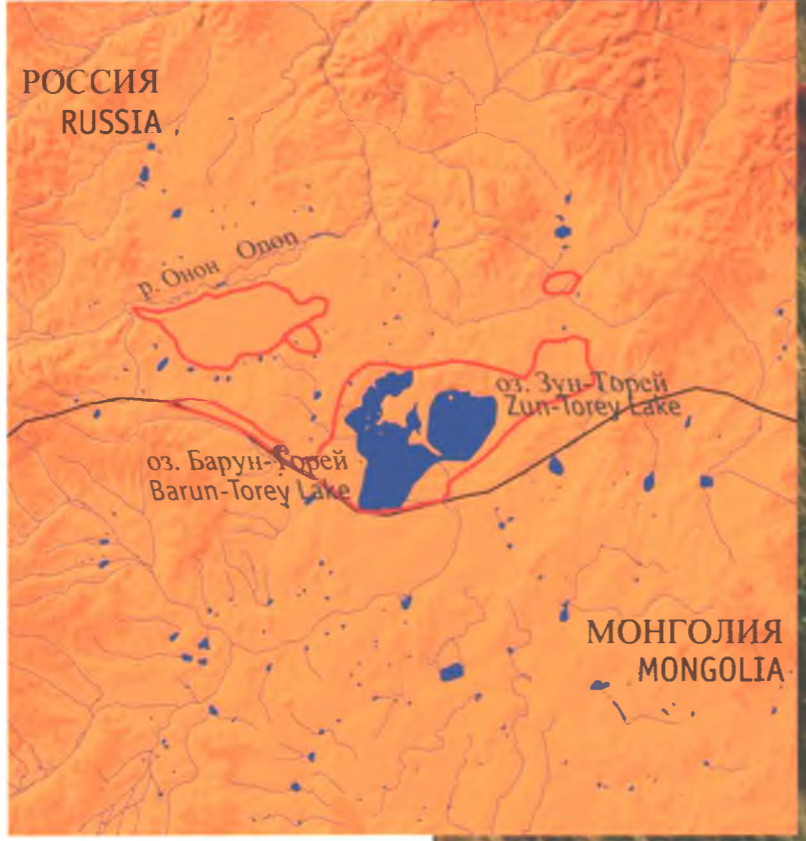 РОССИЯ
RUSSIA
р. Онон Onon
оз. Зун-Торей
Zun-Torey Lake
оз. Барун-Торей
Barun-Torey Lake
МОНГОЛИЯ
MONGOLIA